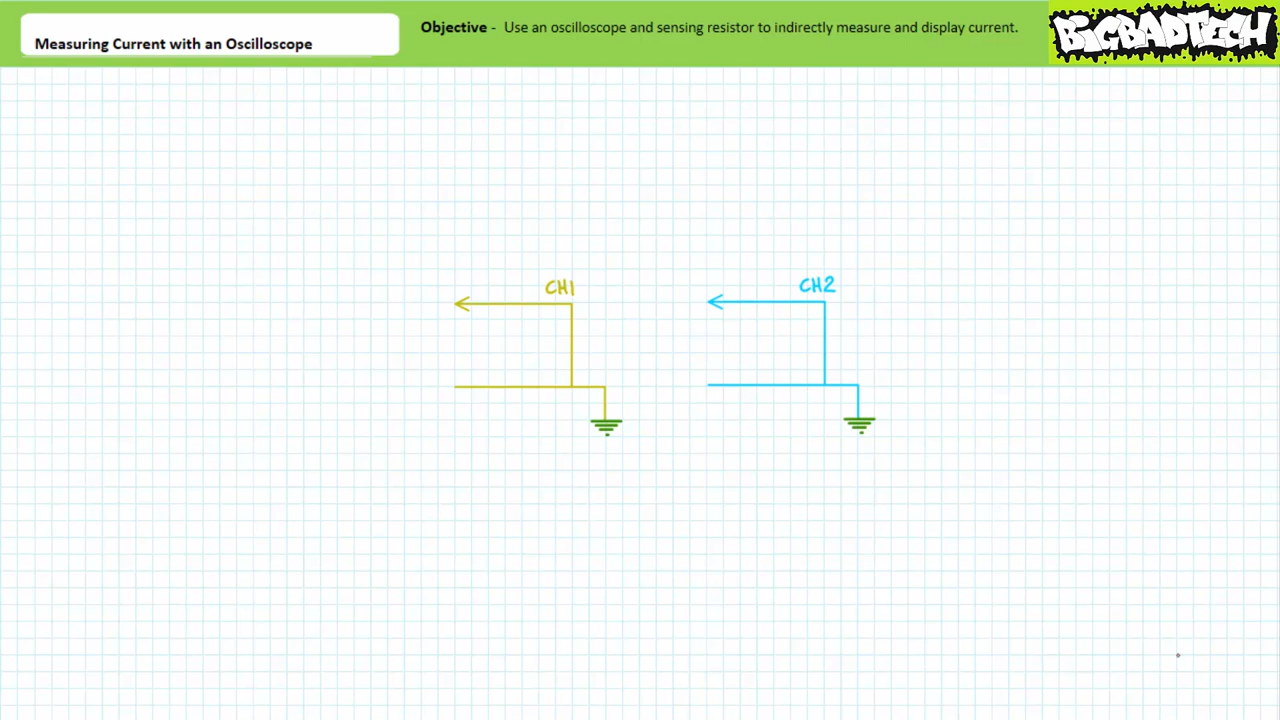 Measuring Current with an Oscilloscope
Objective - Use an oscilloscope and sensing resistor to indirectly measure and display current.
BIGBADTECH
CH1
CH2